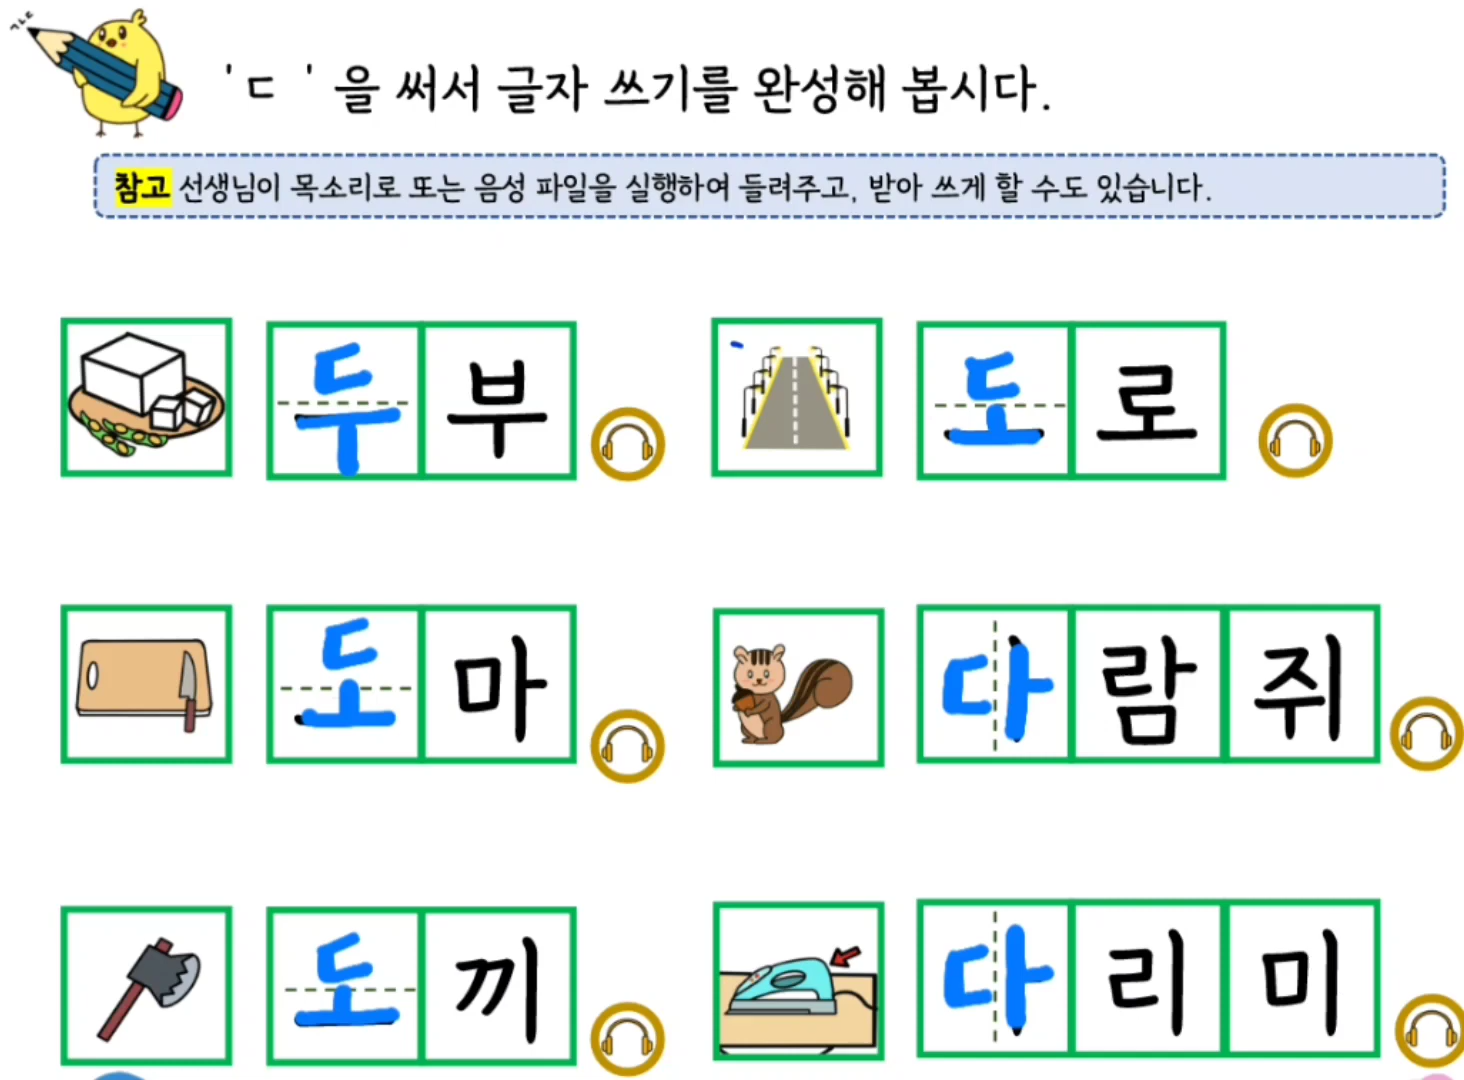 'ㄷ' 을 써서 글자 쓰기를 완성해 봅시다.
참고 선생님이 목소리로 또는 음성 파일을 실행하여 들려주고, 받아 쓰게 할 수도 있습니다.
두부 도로
도마 다람쥐
도끼 다리미